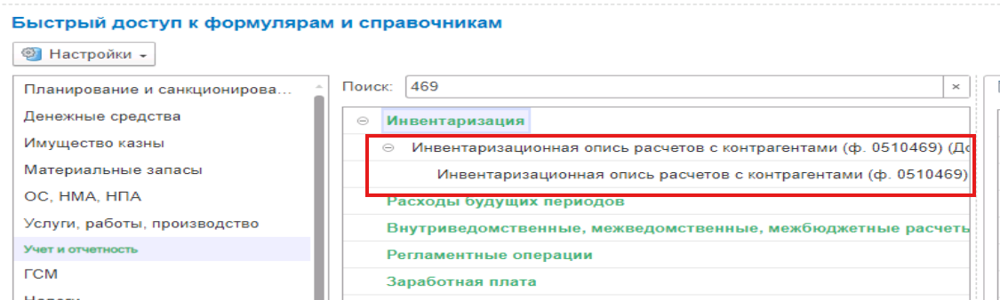 Быстрый доступ к формулярам и справочникам
Настройки
Планирование и санкционирова...
Денежные средства
Имущество казны
Материальные запасы
ОС, НМА, НПА
Услуги, работы, производство
Учет и отчетность
ГСМ
Поиск: 469
Инвентаризация
Инвентаризационная опись расчетов с контрагентами (ф. 0510469) (До
Инвентаризационная опись расчетов с контрагентами (ф. 0510469)
Расходы будущих периодов
Внутриведомственные, межведомственные, межбюджетные расчеты
Регламентные операции
Заработная плата